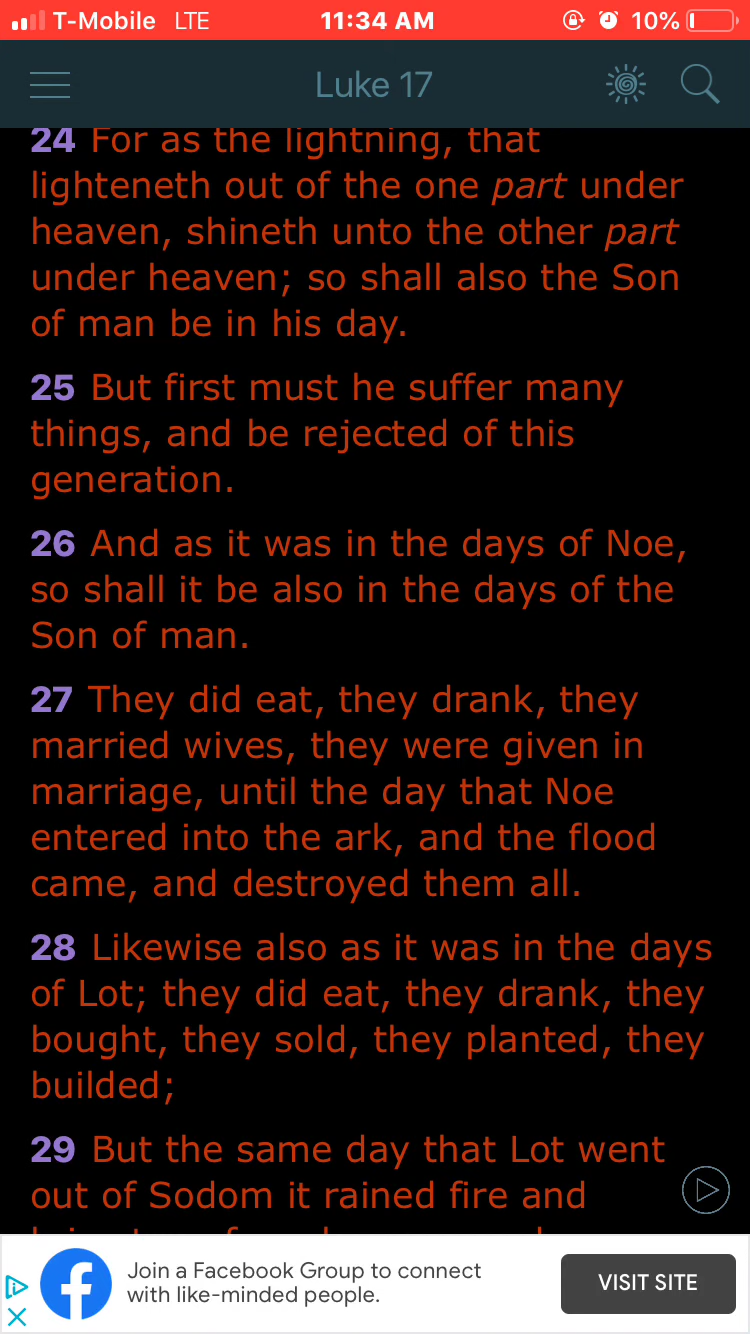 T-Mobile LTE 11:34 AM 10%
Luke 17
24 For as the lightning, that
lighteneth out of the one part under
heaven, shineth unto the other part
under heaven; so shall also the Son
of man be in his day.
25 But first must he suffer many
things, and be rejected of this
generation.
26 And as it was in the days of Noe,
so shall it be also in the days of the
Son of man.
27 They did eat, they drank, they
married wives, they were given in
marriage, until the day that Noe
entered into the ark, and the flood
came, and destroyed them all.
28 Likewise also as it was in the days
of Lot; they did eat, they drank, they
bought, they sold, they planted, they
builded;
29 But the same day that Lot went
out of Sodom it rained fire and
Join a Facebook Group to connect
with like-minded people.
VISIT SITE